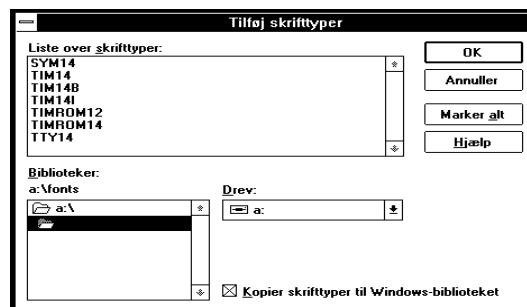 Tilføj skrifttyper
Liste over skrifttyper:
SYM14
TIM14
TIM14B
TIM14I
TIMROM12
TIMROM14
TTY14
OK
Annuller
Marker alt
Hjælp
Biblioteker:
a:\fonts
a:\
Drev:
a:
Kopier skrifttyper til Windows-biblioteket